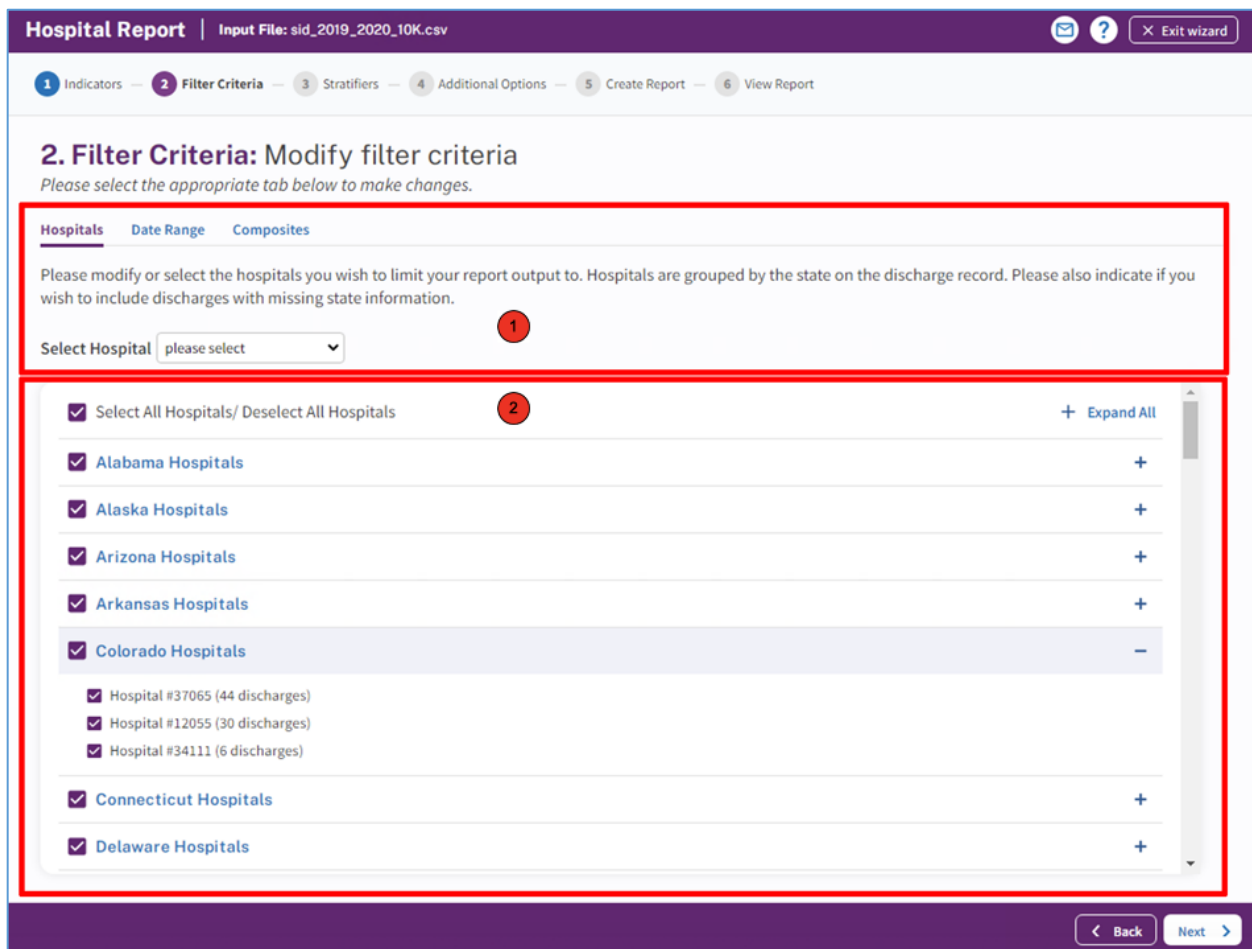 Hospital Report | Input File: sid_2019_2020_10K.csv ? × Exit wizard
1 Indicators — 2 Filter Criteria — 3 Stratifiers — 4 Additional Options — 5 Create Report — 6 View Report
2. Filter Criteria: Modify filter criteria
Please select the appropriate tab below to make changes.
Hospitals Date Range Composites
Please modify or select the hospitals you wish to limit your report output to. Hospitals are grouped by the state on the discharge record. Please also indicate if you
wish to include discharges with missing state information.
1
Select Hospital please select
Select All Hospitals/ Deselect All Hospitals 2 + Expand All
Alabama Hospitals +
Alaska Hospitals +
Arizona Hospitals +
Arkansas Hospitals +
Colorado Hospitals −
Hospital #37065 (44 discharges)
Hospital #12055 (30 discharges)
Hospital #34111 (6 discharges)
Connecticut Hospitals +
Delaware Hospitals +
< Back Next >